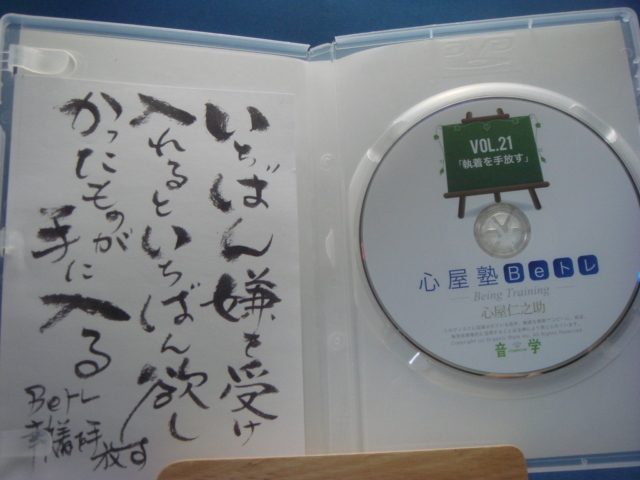 いちばん嫌を受け
入れるといちばん欲し
かったものが
手に入る
Beトレ
執着を手
放す
DVD
VOL.21
「執着を手放す」
心屋塾Beトレ
Being Training
心屋仁之助
音学